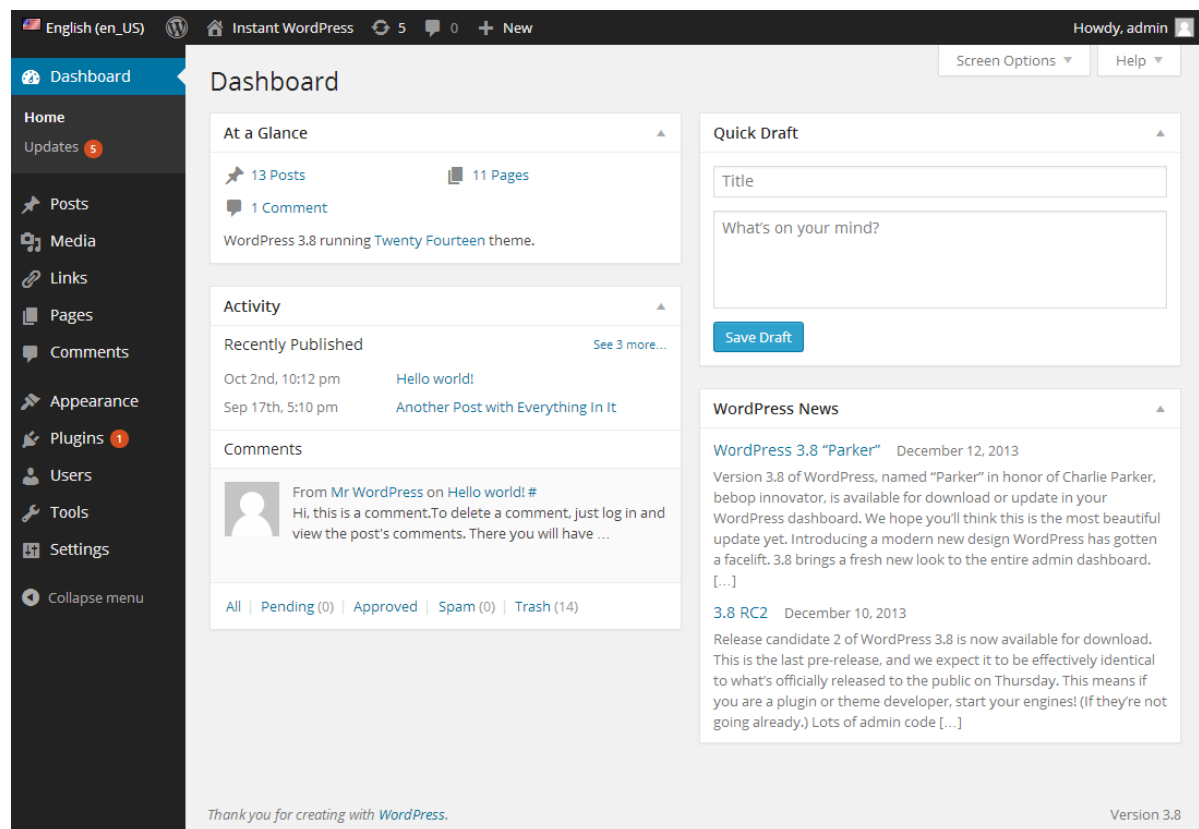 English (en_US) Instant WordPress 5 0 New Howdy, admin
Screen Options Help
Dashboard
Home
Updates 5
Posts
Media
Links
Pages
Comments
Appearance
Plugins 1
Users
Tools
Settings
Collapse menu
Dashboard
At a Glance
13 Posts 11 Pages
1 Comment
WordPress 3.8 running Twenty Fourteen theme.
Activity
Recently Published See 3 more...
Oct 2nd, 10:12 pm Hello world!
Sep 17th, 5:10 pm Another Post with Everything In It
Comments
From Mr WordPress on Hello world! #
Hi, this is a comment.To delete a comment, just log in and
view the post's comments. There you will have …
All | Pending (0) | Approved | Spam (0) | Trash (14)
Quick Draft
Title
What's on your mind?
Save Draft
WordPress News
WordPress 3.8 “Parker” December 12, 2013
Version 3.8 of WordPress, named “Parker” in honor of Charlie Parker,
bebop innovator, is available for download or update in your
WordPress dashboard. We hope you’ll think this is the most beautiful
update yet. Introducing a modern new design WordPress has gotten
a facelift. 3.8 brings a fresh new look to the entire admin dashboard.
[…]
3.8 RC2 December 10, 2013
Release candidate 2 of WordPress 3.8 is now available for download.
This is the last pre-release, and we expect it to be effectively identical
to what’s officially released to the public on Thursday. This means if
you are a plugin or theme developer, start your engines! (If they’re not
going already.) Lots of admin code […]
Thank you for creating with WordPress. Version 3.8